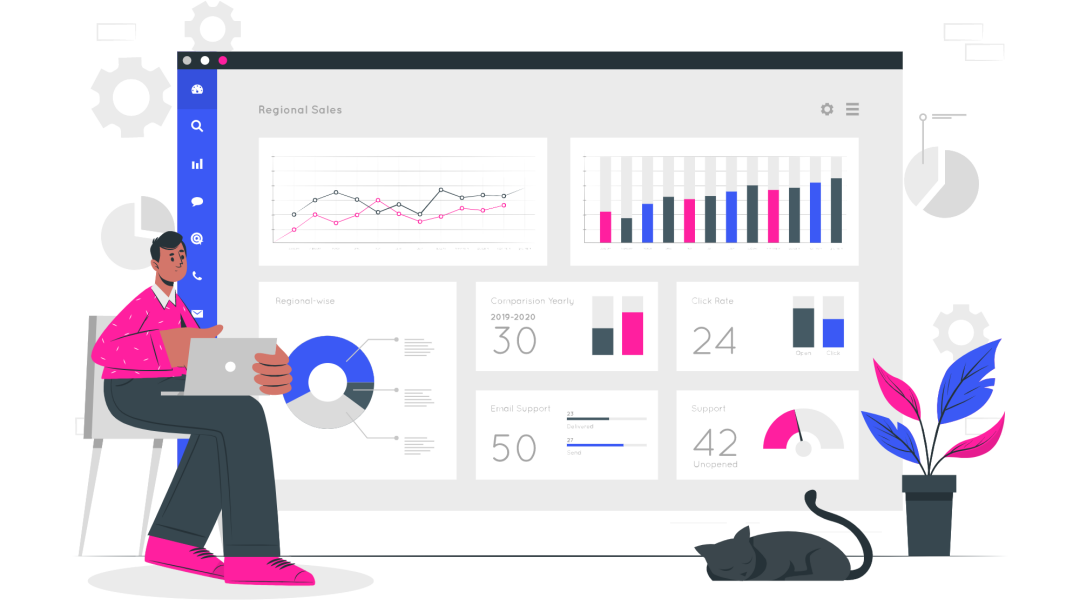 Regional Sales
Regional-wise
Comparision Yearly
2019-2020
30
Click Rate
24
Open
Click
Email Support
50
27
Delivered
27
Send
Support
42
Unopened